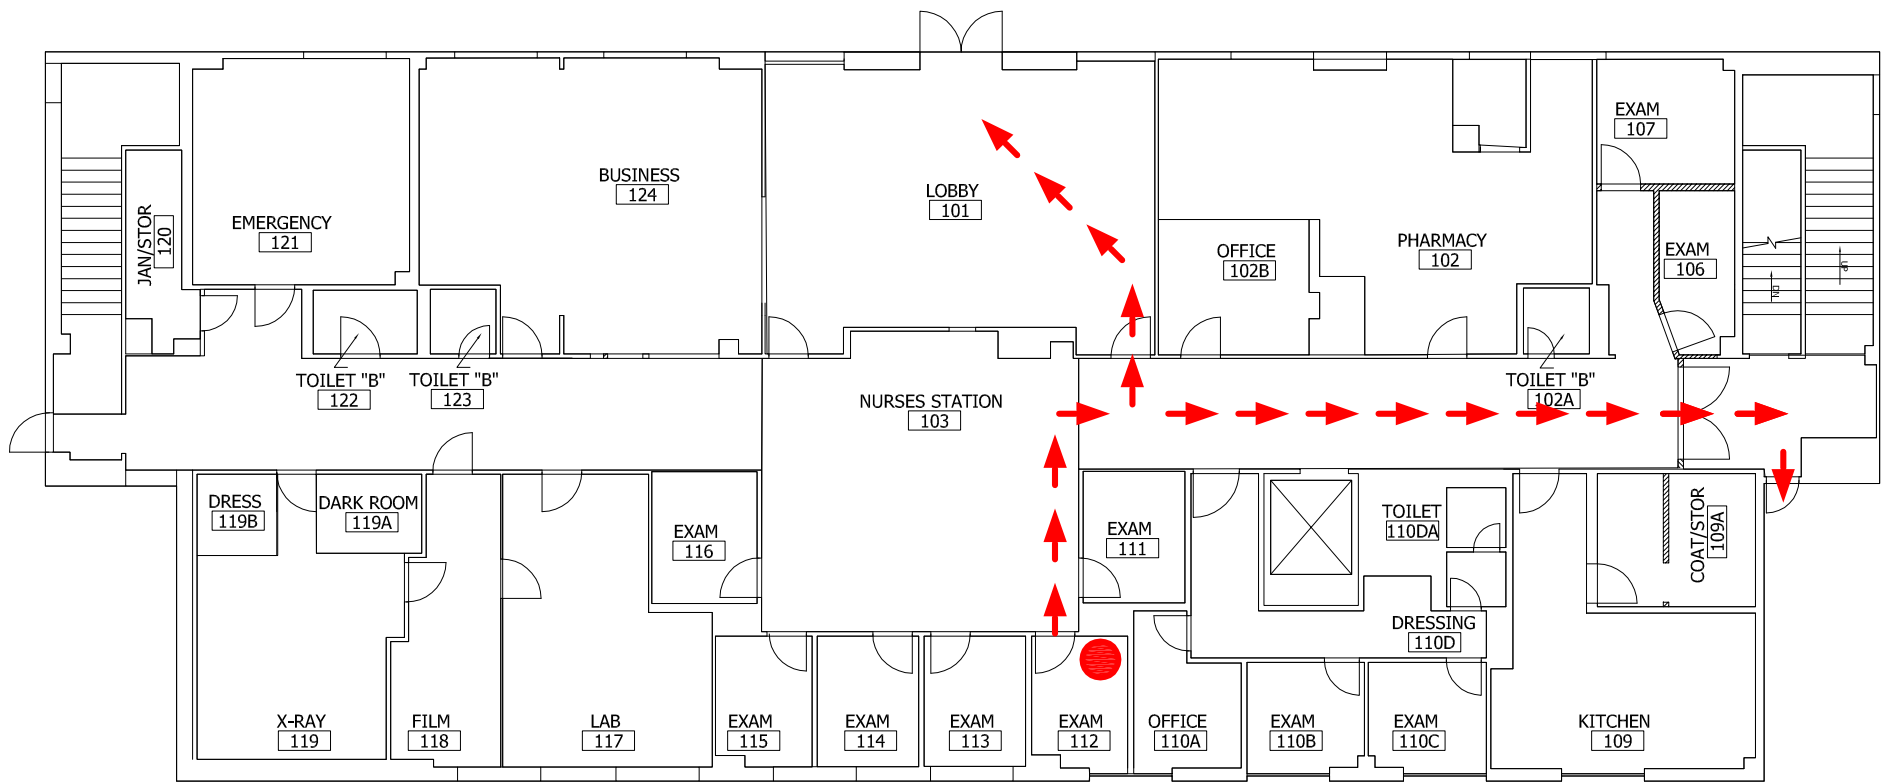 EXAM
107
BUSINESS
124
LOBBY
101
JAN/STOR
120
EMERGENCY
121
OFFICE
102B
PHARMACY
102
EXAM
106
UP
DN
TOILET "B"
122
TOILET "B"
123
NURSES STATION
103
TOILET "B"
102A
DRESS
119B
DARK ROOM
119A
EXAM
116
EXAM
111
TOILET
110DA
COAT/STOR
109A
DRESSING
110D
X-RAY
119
FILM
118
LAB
117
EXAM
115
EXAM
114
EXAM
113
EXAM
112
OFFICE
110A
EXAM
110B
EXAM
110C
KITCHEN
109